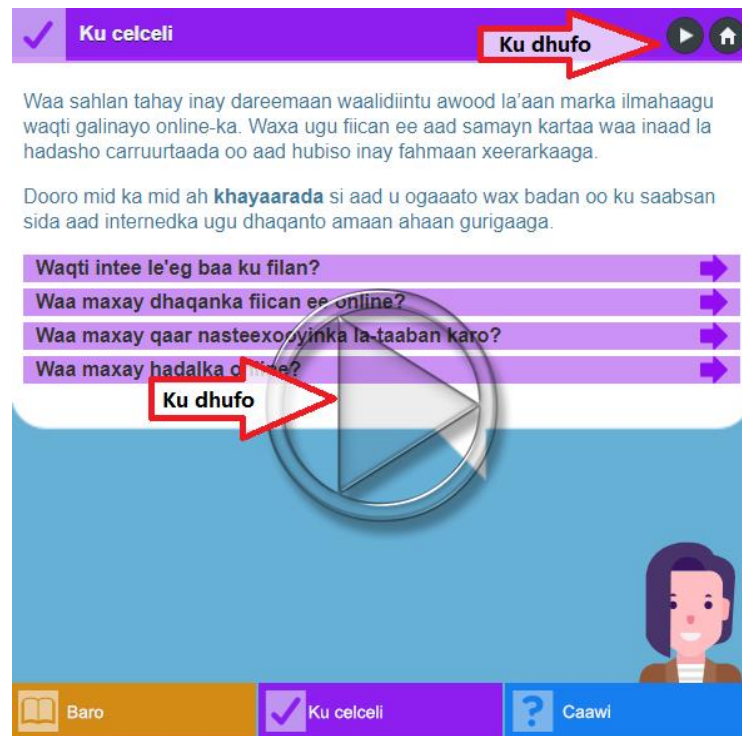 Ku celceli
Ku dhufo
Waa sahlan tahay inay dareemaan waalidiintu awood la'aan marka ilmahaagu
waqti galinayo online-ka. Waxa ugu fiican ee aad samayn kartaa waa inaad la
hadasho carruurtaada oo aad hubiso inay fahmaan xeerarkaaga.
Dooro mid ka mid ah khayaarada si aad u ogaaato wax badan oo ku saabsan
sida aad internedka ugu dhaqanto amaan ahaan gurigaaga.
Waqti intee le'eg baa ku filan?
Waa maxay dhaqanka fiican ee online?
Waa maxay qaar nasteexooyinka la-taaban karo?
Waa maxay hadalka online?
Ku dhufo
Baro
Ku celceli
Caawi